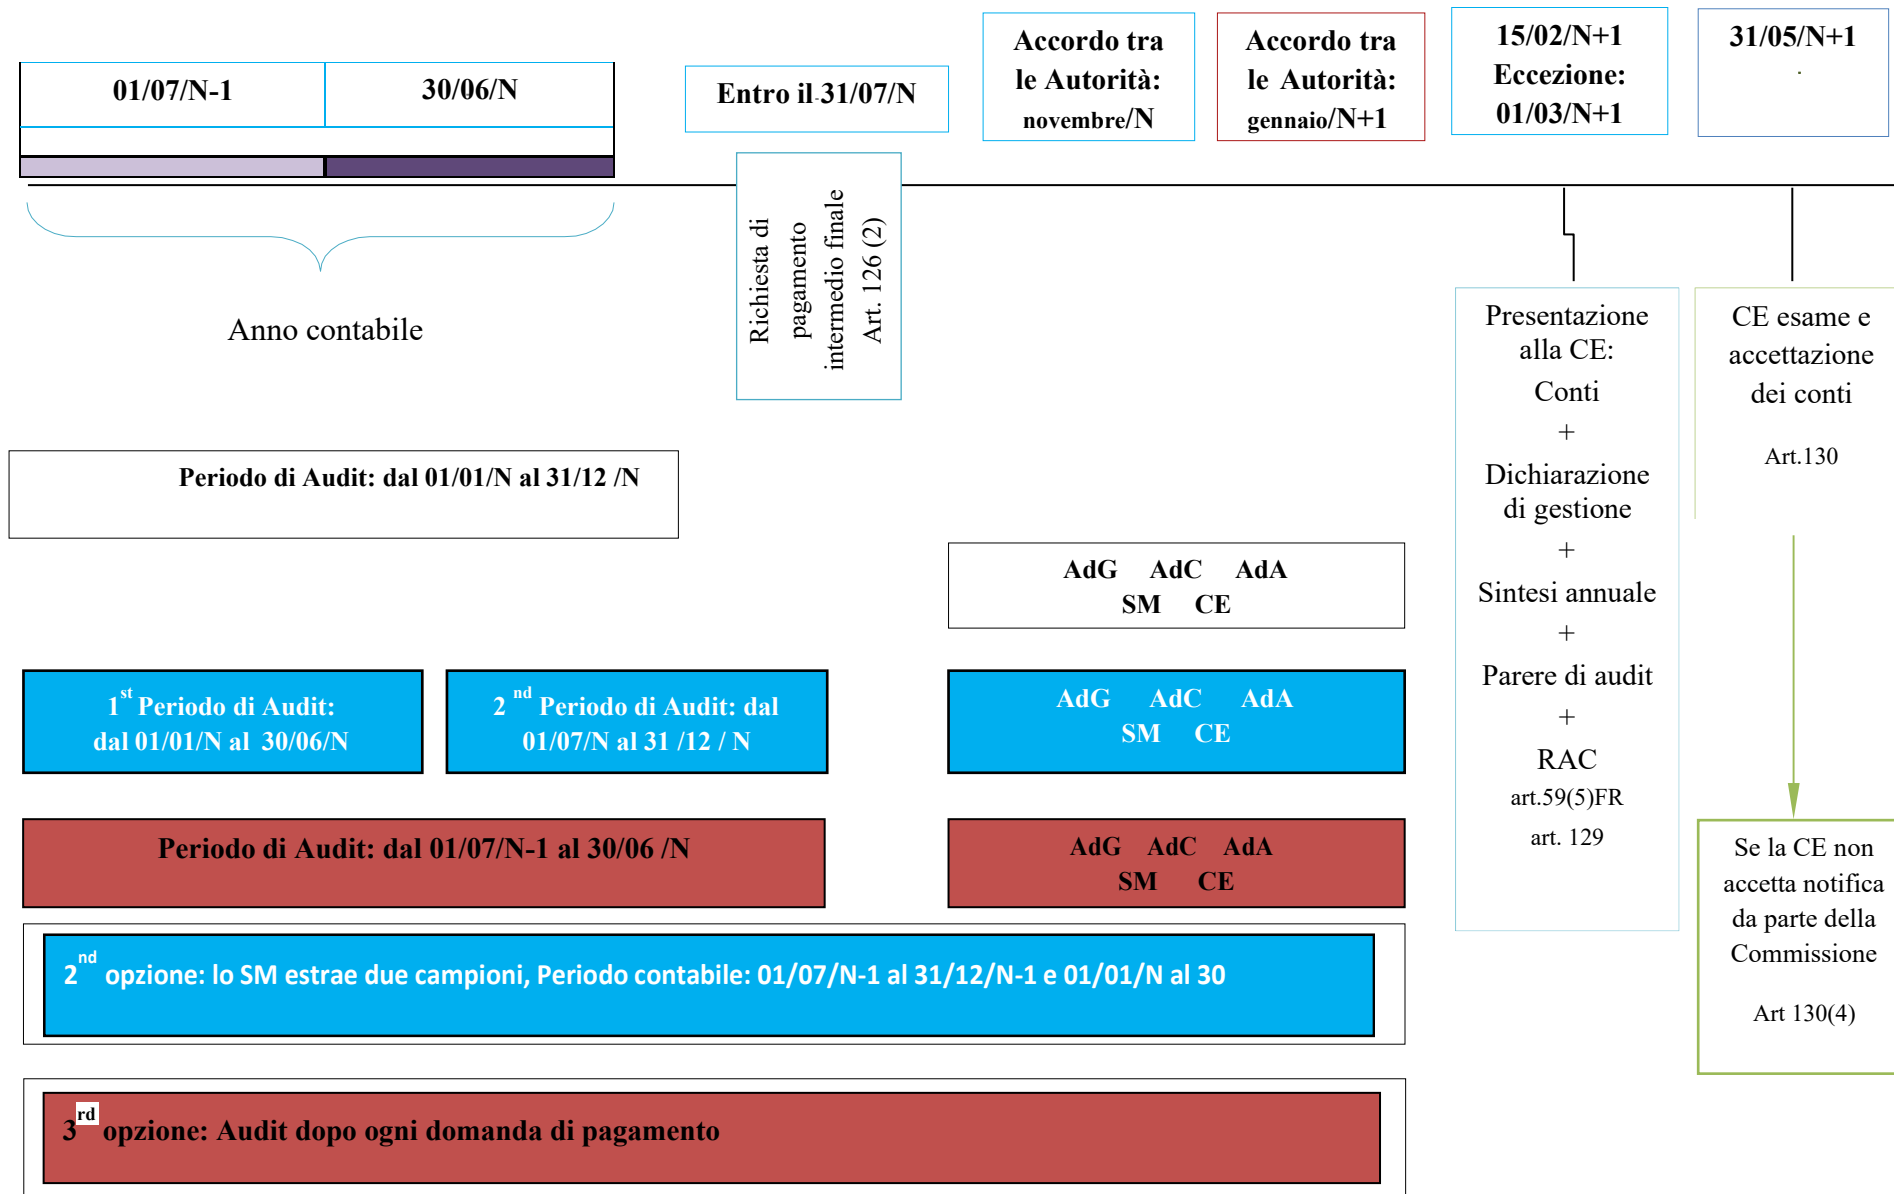 01/07/N-1
30/06/N
Entro il 31/07/N
Accordo tra
le Autorità:
novembre/N
Accordo tra
le Autorità:
gennaio/N+1
15/02/N+1
Eccezione:
01/03/N+1
31/05/N+1
Anno contabile
Richiesta di
pagamento
intermedio finale
Art. 126 (2)
Presentazione
alla CE:
Conti
+
Dichiarazione
di gestione
+
Sintesi annuale
+
Parere di audit
+
RAC
art.59(5)FR
art. 129
CE esame e
accettazione
dei conti
Art.130
Se la CE non
accetta notifica
da parte della
Commissione
Art 130(4)
Periodo di Audit: dal 01/01/N al 31/12 /N
AdG AdC AdA
SM CE
1st Periodo di Audit:
dal 01/01/N al 30/06/N
2 nd Periodo di Audit: dal
01/07/N al 31 /12 / N
AdG AdC AdA
SM CE
Periodo di Audit: dal 01/07/N-1 al 30/06 /N
AdG AdC AdA
SM CE
2nd opzione: lo SM estrae due campioni, Periodo contabile: 01/07/N-1 al 31/12/N-1 e 01/01/N al 30
3rd opzione: Audit dopo ogni domanda di pagamento